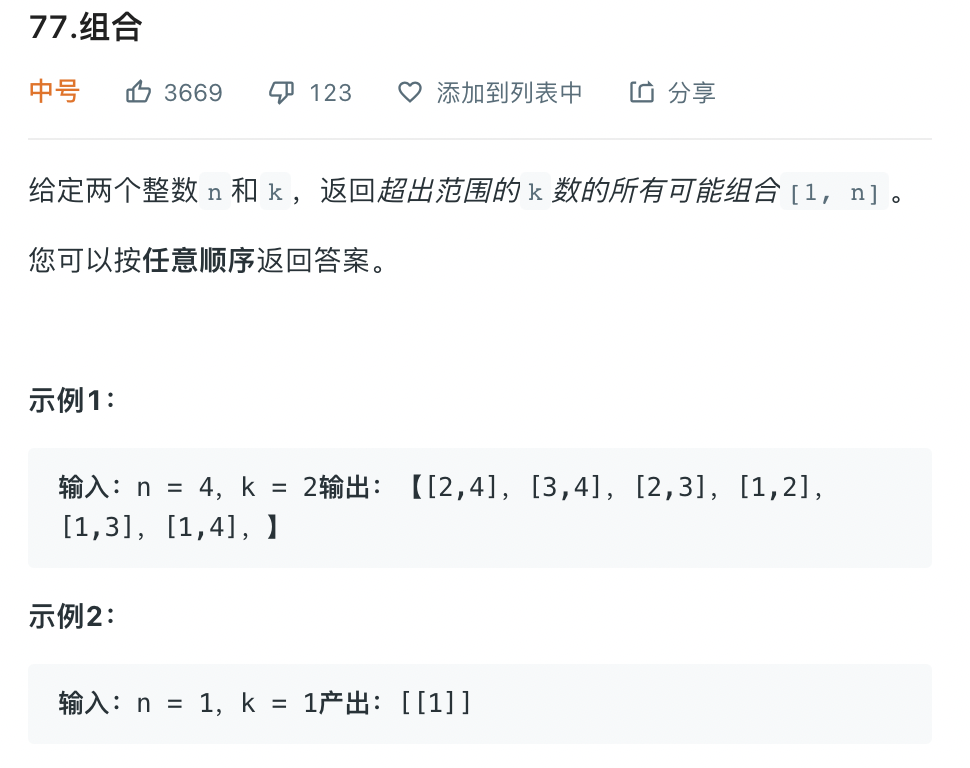 77.组合
中号 3669 123 添加到列表中 分享
给定两个整数 n 和 k ，返回超出范围的 k 数的所有可能组合 [1, n] 。
您可以按任意顺序返回答案。
示例1：
输入：n = 4，k = 2输出：【[2,4]，[3,4]，[2,3]，[1,2]，
[1,3]，[1,4]，】
示例2：
输入：n = 1，k = 1产出：[[1]]